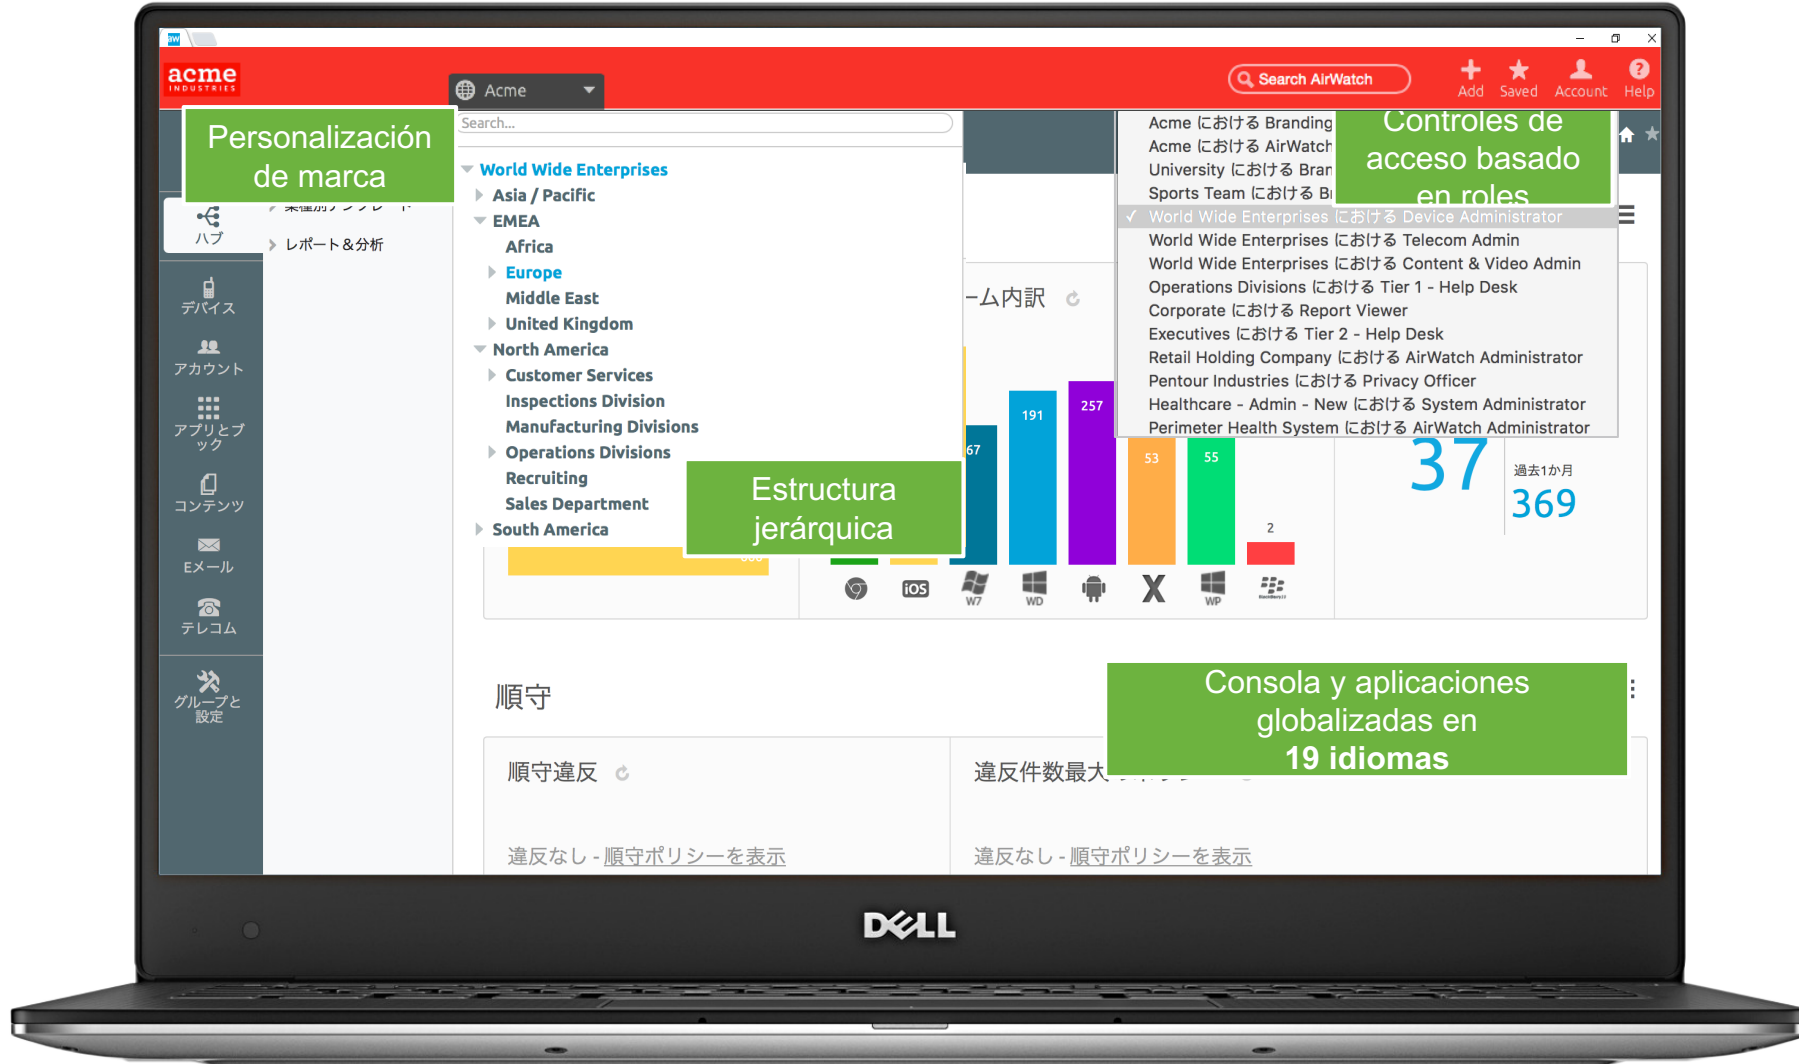 aw
acme
INDUSTRIES
Acme
Search AirWatch
Add
Saved
Account
Help
Personalización
de marca
Search...
World Wide Enterprises
Asia / Pacific
EMEA
Africa
Europe
Middle East
United Kingdom
North America
Customer Services
Inspections Division
Manufacturing Divisions
Operations Divisions
Recruiting
Sales Department
South America
Estructura
jerárquica
Acme における Branding
Acme における AirWatch
University における Bran
Sports Team における B
World Wide Enterprises における Device Administrator
World Wide Enterprises における Telecom Admin
World Wide Enterprises における Content & Video Admin
Operations Divisions における Tier 1 - Help Desk
Corporate における Report Viewer
Executives における Tier 2 - Help Desk
Retail Holding Company における AirWatch Administrator
Pentour Industries における Privacy Officer
Healthcare - Admin - New における System Administrator
Perimeter Health System における AirWatch Administrator
Controles de
acceso basado
en roles
ハブ
レポート＆分析
デバイス
アカウント
アプリとブ
ック
コンテンツ
Eメール
テレコム
グループと
設定
ーム内訳
67
191
257
53
55
2
iOS
W7
WD
X
WP
37
過去1か月
369
順守
Consola y aplicaciones
globalizadas en
19 idiomas
順守違反
違反件数最大
違反なし - 順守ポリシーを表示
違反なし - 順守ポリシーを表示
DELL